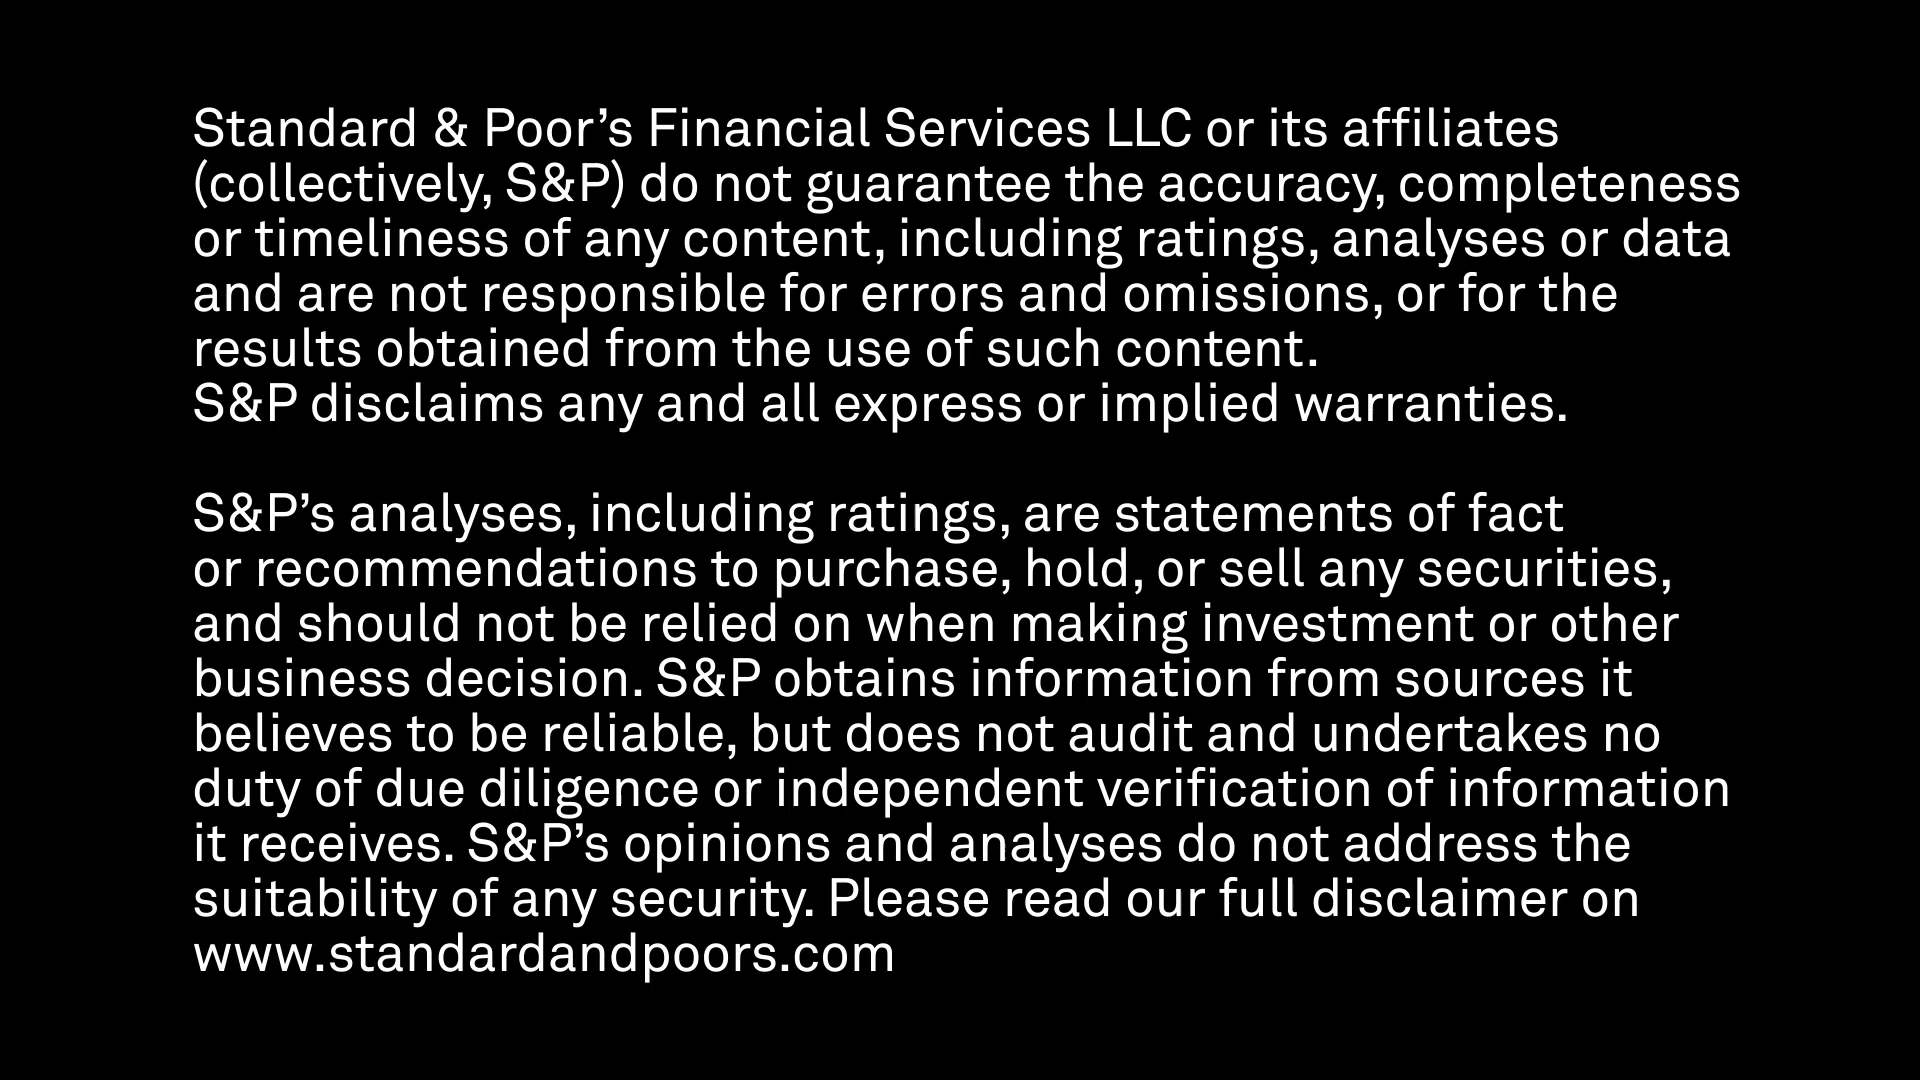 Standard & Poor’s Financial Services LLC or its affiliates
(collectively, S&P) do not guarantee the accuracy, completeness
or timeliness of any content, including ratings, analyses or data
and are not responsible for errors and omissions, or for the
results obtained from the use of such content.
S&P disclaims any and all express or implied warranties.
S&P’s analyses, including ratings, are statements of fact
or recommendations to purchase, hold, or sell any securities,
and should not be relied on when making investment or other
business decision. S&P obtains information from sources it
believes to be reliable, but does not audit and undertakes no
duty of due diligence or independent verification of information
it receives. S&P’s opinions and analyses do not address the
suitability of any security. Please read our full disclaimer on
www.standardandpoors.com